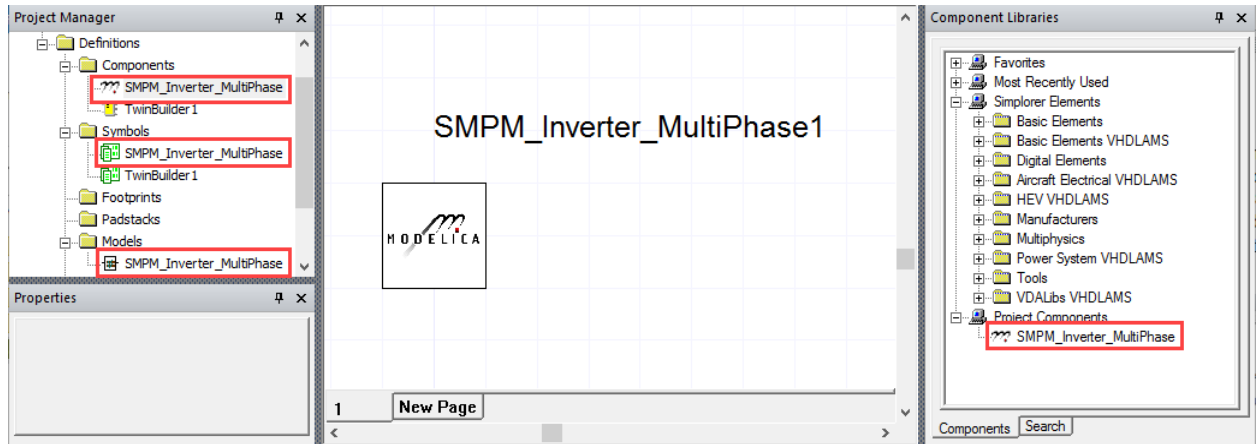 Project Manager
Definitions
Components
SMPM_Inverter_MultiPhase
TwinBuilder1
Symbols
SMPM_Inverter_MultiPhase
TwinBuilder1
Footprints
Padstacks
Models
SMPM_Inverter_MultiPhase
Properties
SMPM_Inverter_MultiPhase1
MODELICA
1 New Page
Component Libraries
Favorites
Most Recently Used
Simplorer Elements
Basic Elements
Basic Elements VHDLAMS
Digital Elements
Aircraft Electrical VHDLAMS
HEV VHDLAMS
Manufacturers
Multiphysics
Power System VHDLAMS
Tools
VDALibs VHDLAMS
Project Components
SMPM_Inverter_MultiPhase
Components Search